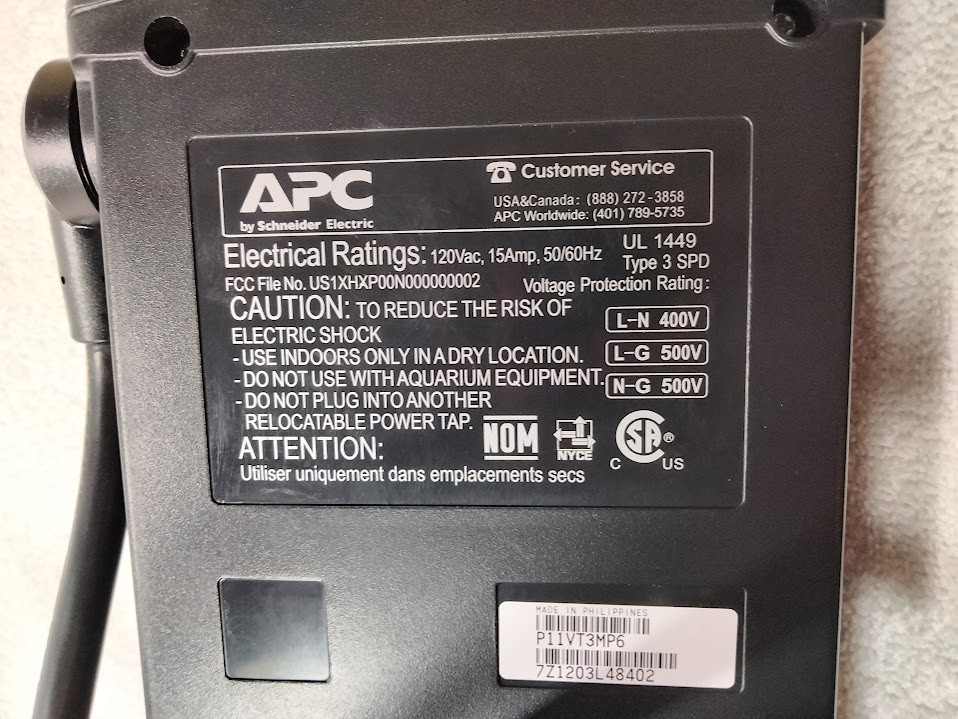 APC
by Schneider Electric
Customer Service
USA&Canada: (888) 272-3858
APC Worldwide: (401) 789-5735
Electrical Ratings: 120Vac, 15Amp, 50/60Hz
UL 1449
Type 3 SPD
FCC File No. US1XHXP00N000000002
Voltage Protection Rating:
L-N 400V
L-G 500V
N-G 500V
CAUTION: TO REDUCE THE RISK OF
ELECTRIC SHOCK
-USE INDOORS ONLY IN A DRY LOCATION.
-DO NOT USE WITH AQUARIUM EQUIPMENT.
-DO NOT PLUG INTO ANOTHER
RELOCATABLE POWER TAP.
ATTENTION:
Utiliser uniquement dans emplacements secs
NOM
NYCE
C SA ® US
MADE IN PHILIPPINES
P11VT3MP6
7Z1203L48402